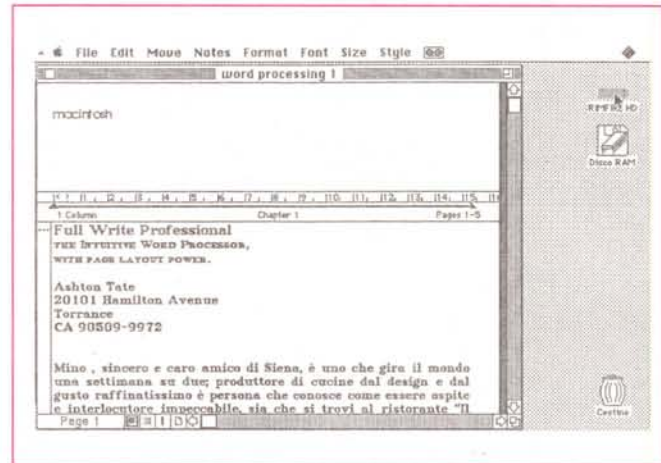 File Edit Move Notes Format Font Size Style
word processing 1
RIMFIRE HD
Disco RAM
macintosh
1 Column Chapter 1 Pages 1-5
Full Write Professional
THE INTUITIVE WORD PROCESSOR,
WITH PAGE LAYOUT POWER.
Ashton Tate
20101 Hamilton Avenue
Torrance
CA 90509-9972
Mino , sincero e caro amico di Siena, è uno che gira il mondo
una settimana su due; produttore di cucine dal design e dal
gusto raffinatissimo è persona che conosce come essere ospite
e interlocutore impeccabile, sia che si trovi al ristorante "Il
Cestino
Page 1